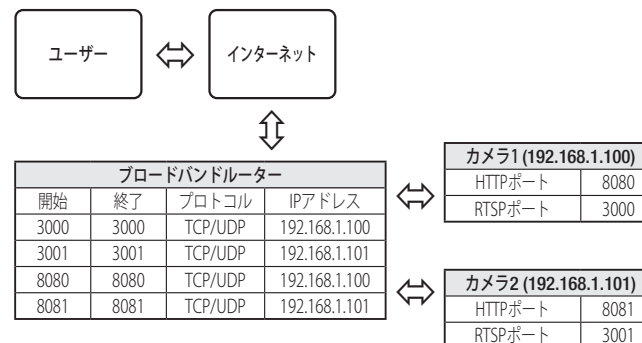 ユーザー
インターネット
ブロードバンドルーター
開始 終了 プロトコル IPアドレス
3000 3000 TCP/UDP 192.168.1.100
3001 3001 TCP/UDP 192.168.1.101
8080 8080 TCP/UDP 192.168.1.100
8081 8081 TCP/UDP 192.168.1.101
カメラ1 (192.168.1.100)
HTTPポート 8080
RTSPポート 3000
カメラ2 (192.168.1.101)
HTTPポート 8081
RTSPポート 3001